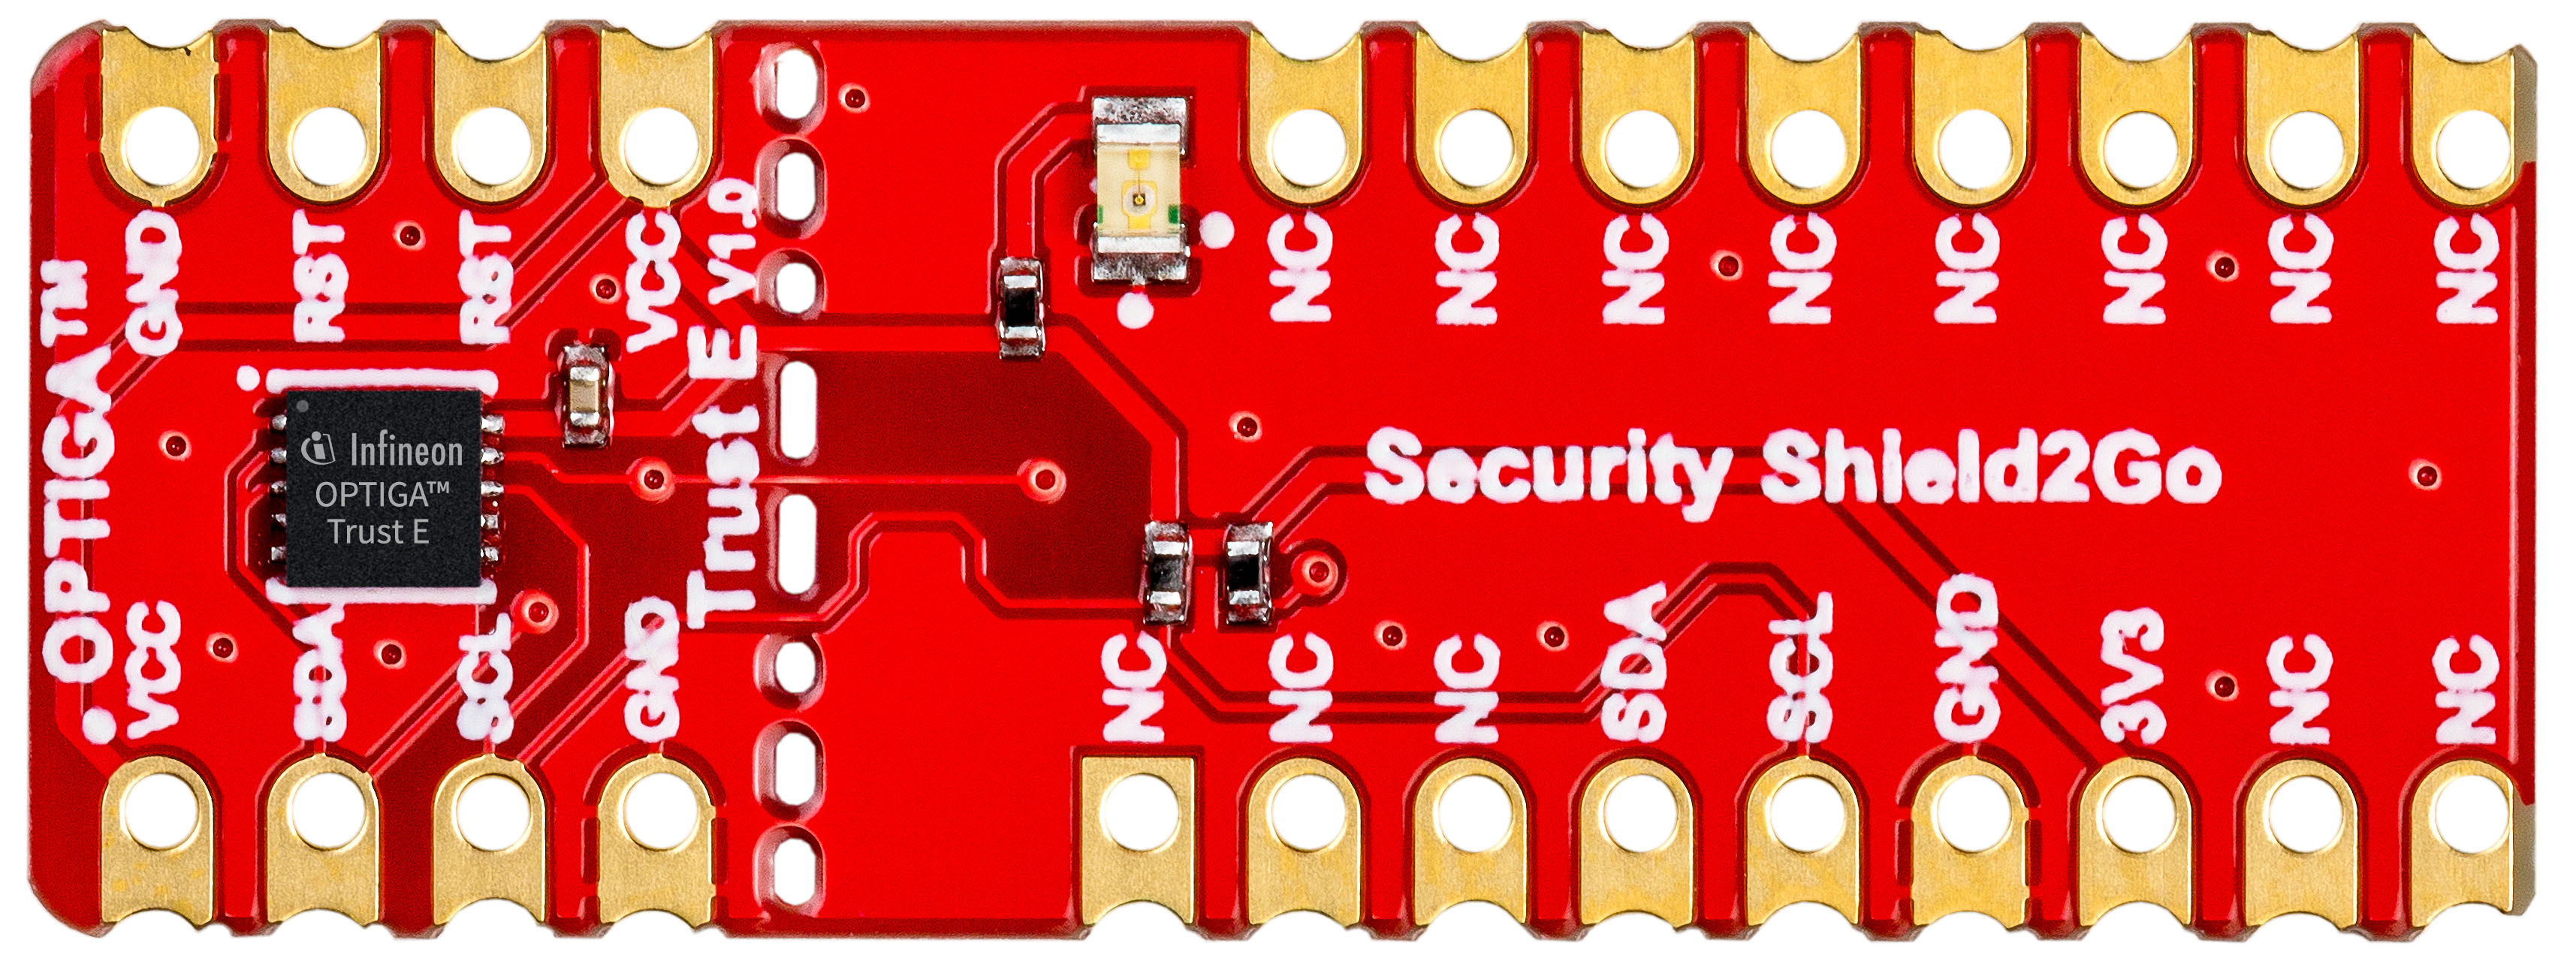 GND
RST
RST
VCC
NC
NC
NC
NC
NC
NC
NC
NC
OPTIGA™
Trust E V1.0
Infineon
OPTIGA™
Trust E
Security Shield2Go
VCC
SDA
SCL
GND
NC
NC
NC
SDA
SCL
GND
3V3
NC
NC